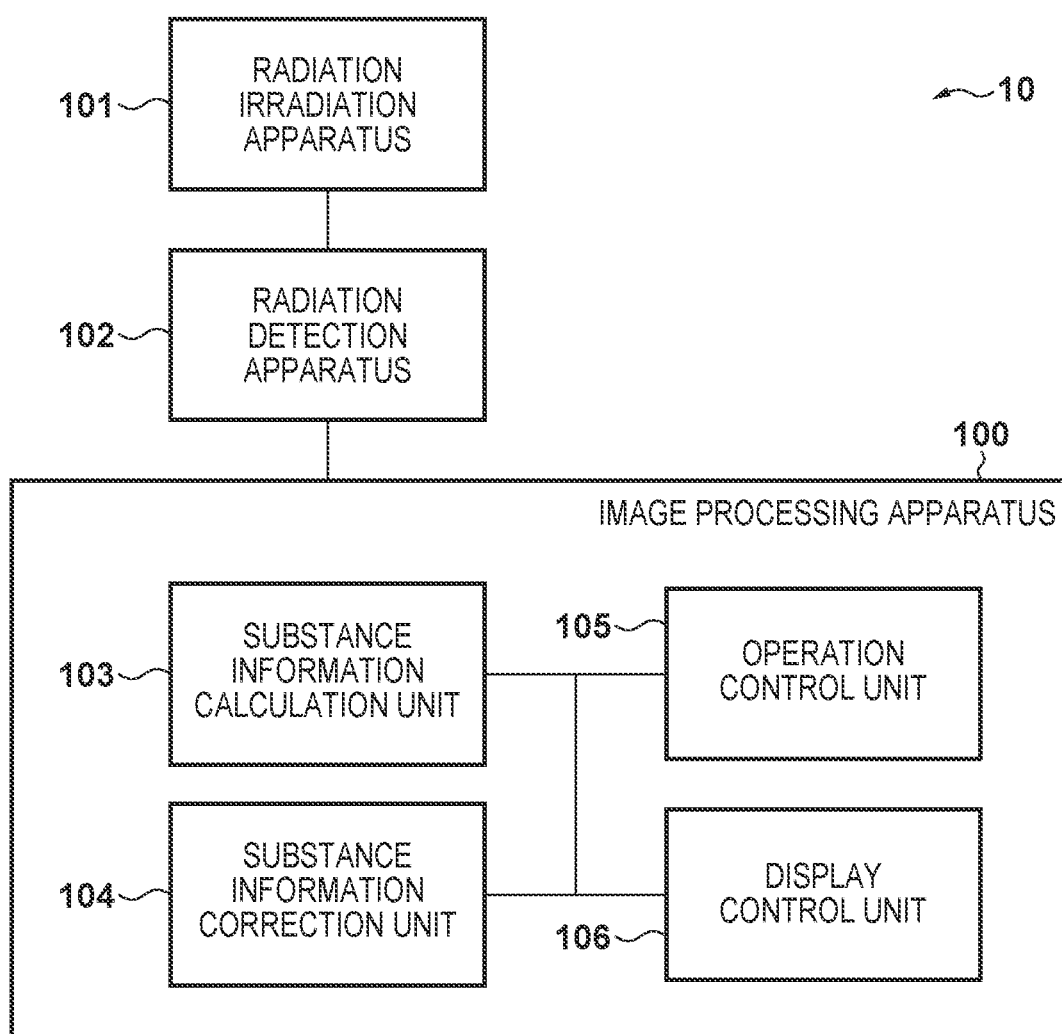 RADIATION
IRRADIATION
APPARATUS
101
10
RADIATION
DETECTION
APPARATUS
102
100
IMAGE PROCESSING APPARATUS
SUBSTANCE
INFORMATION
CALCULATION UNIT
103
105
OPERATION
CONTROL UNIT
SUBSTANCE
INFORMATION
CORRECTION UNIT
104
DISPLAY
CONTROL UNIT
106